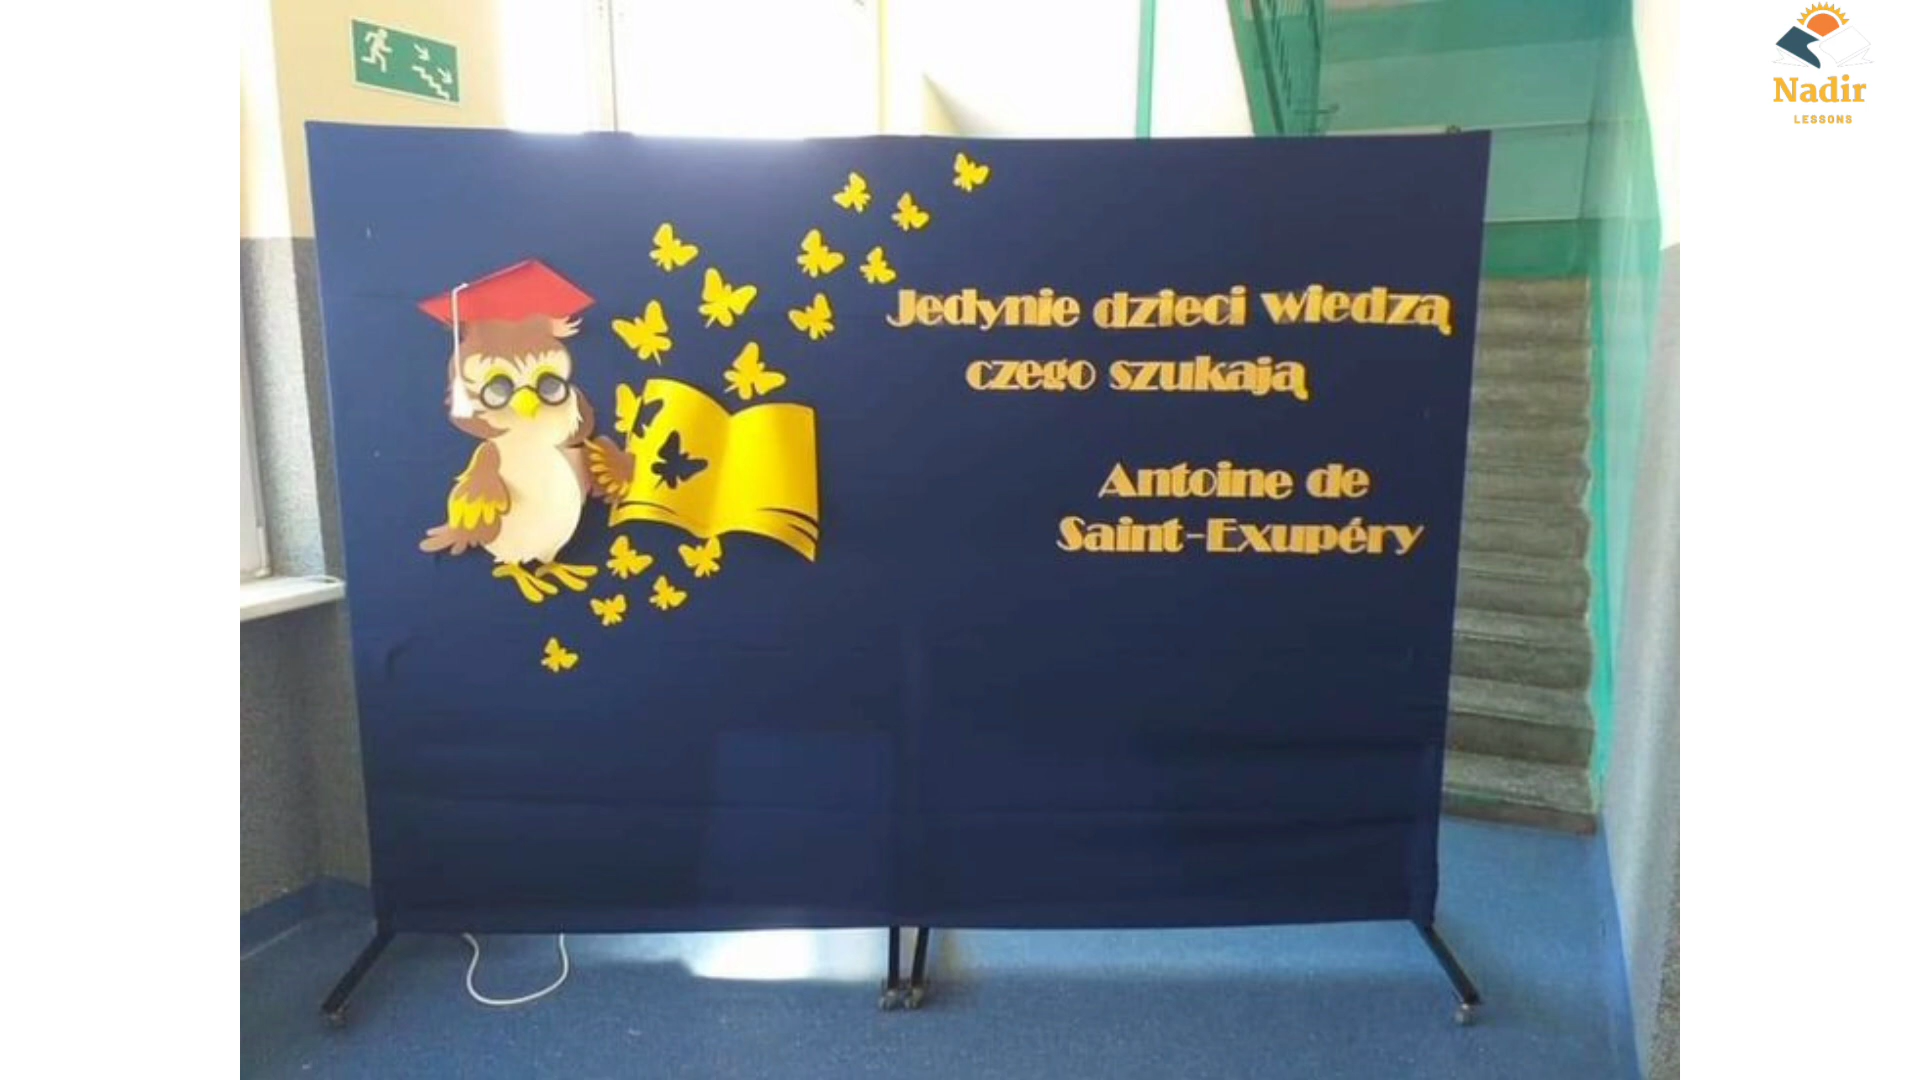 Jedynie dzieci wiedzą
czego szukają
Antoine de
Saint-Exupéry
Nadir
LESSONS